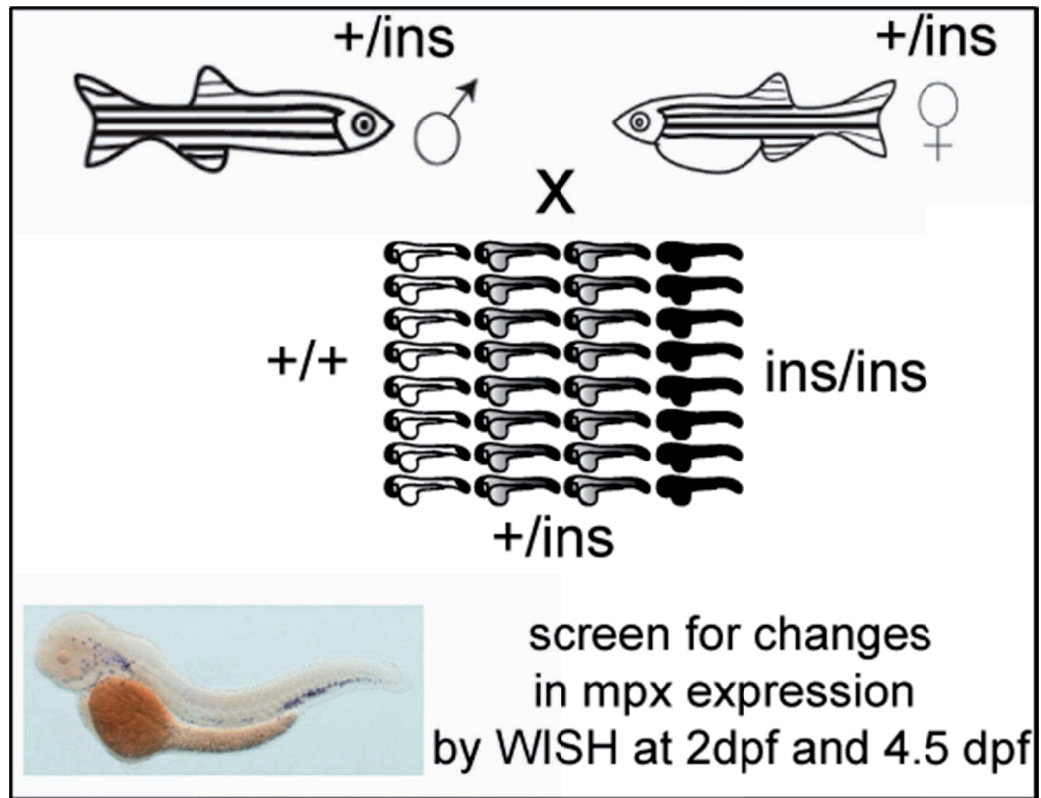 +/ins
+/ins
X
+/+
ins/ins
+/ins
screen for changes
in mpx expression
by WISH at 2dpf and 4.5 dpf